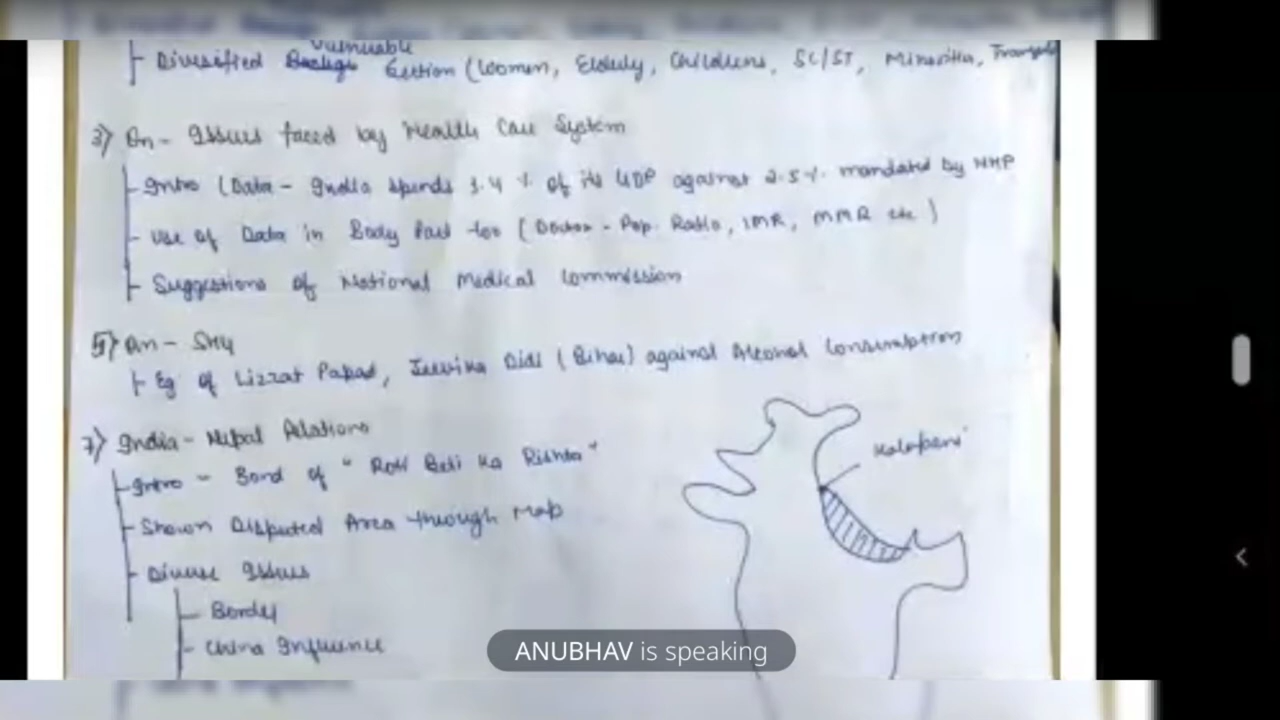 Diversified Vulnerable Section (Women, Elderly, Childrens, SC/ST, Minorities,
3) Qn - Issues faced by Health Care System
Intro (Data - India spends 1.4 % of its GDP against 2.5% mandated by NHP
Use of Data in Body Part too (Doctor - Pop. Ratio, IMR, MMR etc)
Suggestions of National Medical Commission
5) Qn - SHG
Eg of Lizzat Papad, Jeevika Didi (Bihar) against Alcohol Consumption
7) India - Nepal Relations
Intro - Bond of "Roti Beti Ka Rishta"
Shown Disputed Area through Map
Kalapani
Diverse Issues
Border
China Influence
ANUBHAV is speaking